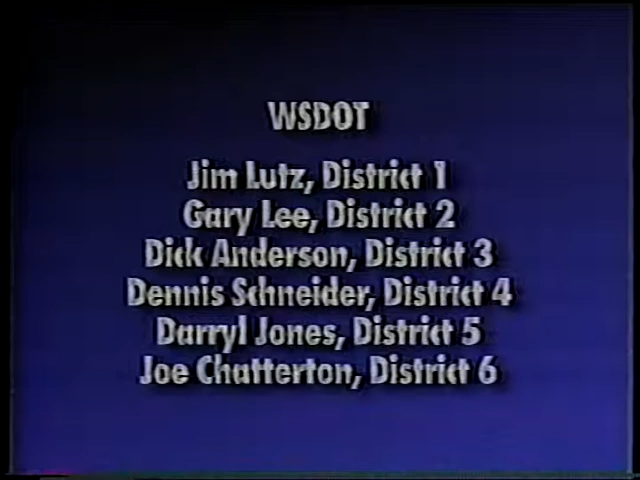 WSDOT
Jim Lutz, District 1
Gary Lee, District 2
Dick Anderson, District 3
Dennis Schneider, District 4
Darryl Jones, District 5
Joe Chatterton, District 6